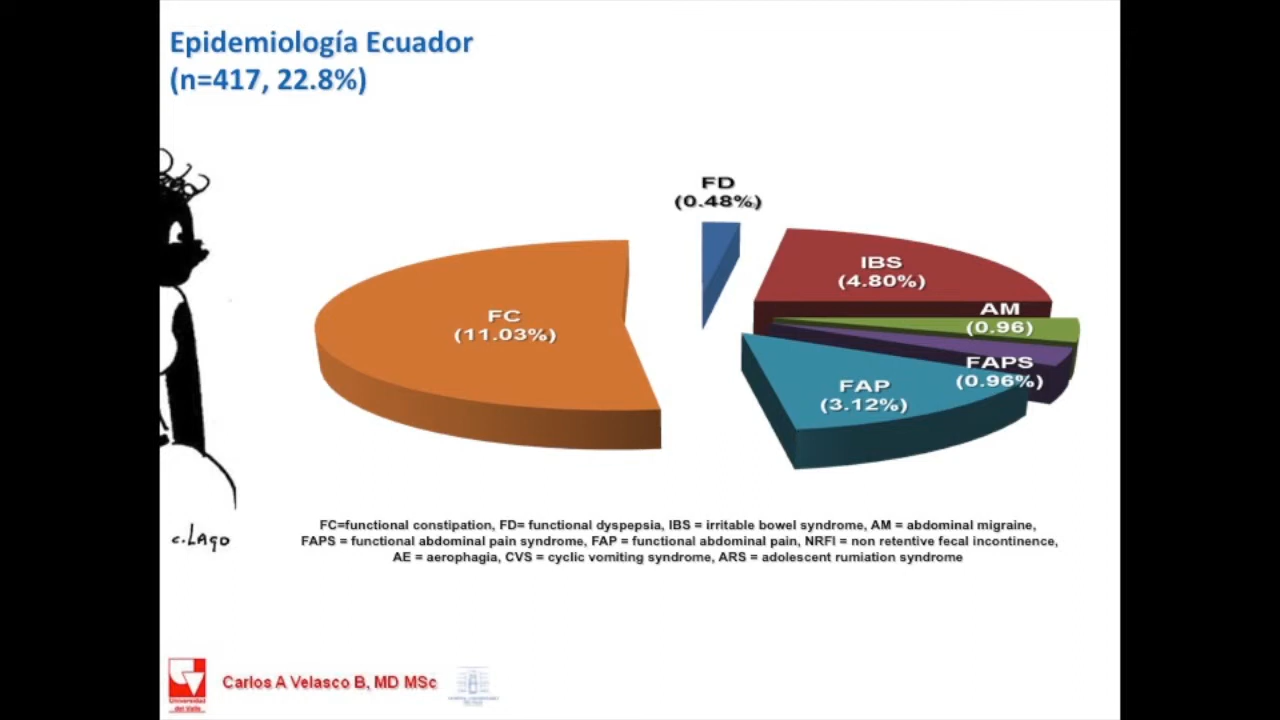 Epidemiología Ecuador
(n=417, 22.8%)
FD
(0.48%)
IBS
(4.80%)
AM
(0.96)
FC
(11.03%)
FAPS
(0.96%)
FAP
(3.12%)
FC=functional constipation, FD= functional dyspepsia, IBS = irritable bowel syndrome, AM = abdominal migraine,
FAPS = functional abdominal pain syndrome, FAP = functional abdominal pain, NRFI = non retentive fecal incontinence,
AE = aerophagia, CVS = cyclic vomiting syndrome, ARS = adolescent rumiation syndrome
c.Lago
Carlos A Velasco B, MD MSc
Universidad
del Valle